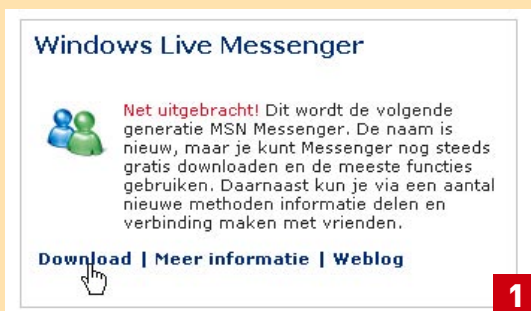 Windows Live Messenger
Net uitgebracht! Dit wordt de volgende
generatie MSN Messenger. De naam is
nieuw, maar je kunt Messenger nog steeds
gratis downloaden en de meeste functies
gebruiken. Daarnaast kun je via een aantal
nieuwe methoden informatie delen en
verbinding maken met vrienden.
Download | Meer informatie | Weblog
1